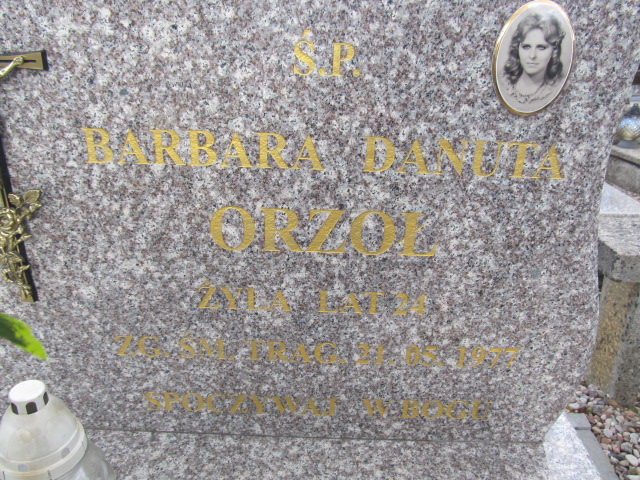 Ś.P.
BARBARA DANUTA
ORZOŁ
ŻYŁA LAT 24
ZG. ŚM. TRAG. 21. 05. 1977
SPOCZYWAJ W BOGU